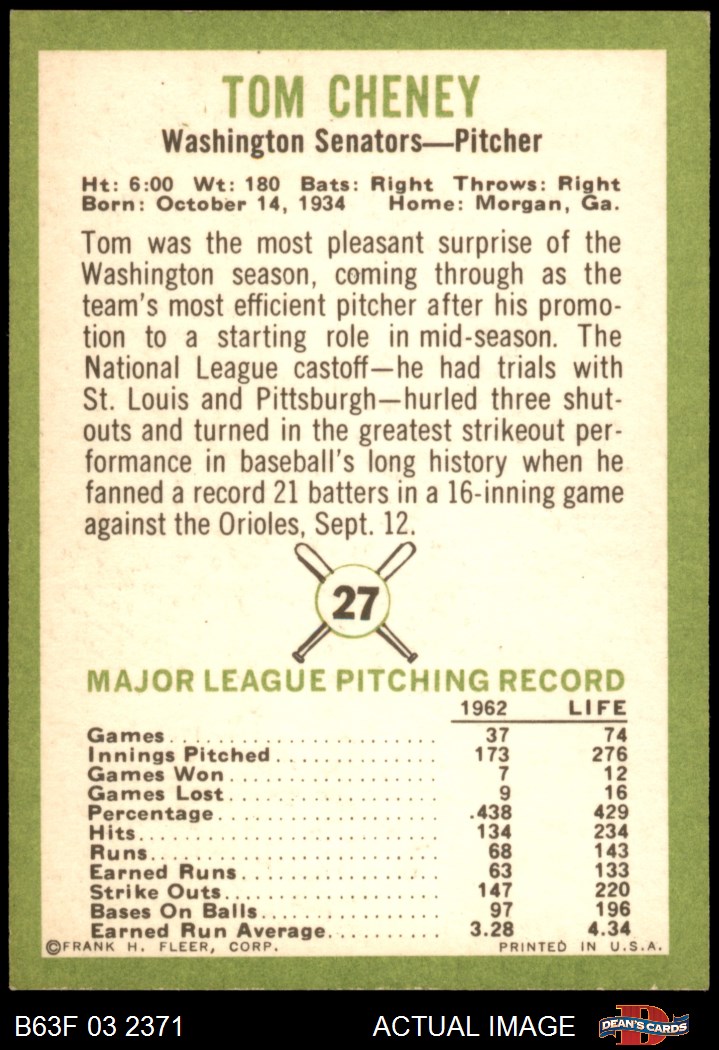 TOM CHENEY
Washington Senators—Pitcher
Ht: 6:00 Wt: 180 Bats: Right Throws: Right
Born: October 14, 1934 Home: Morgan, Ga.
Tom was the most pleasant surprise of the
Washington season, coming through as the
team's most efficient pitcher after his promo-
tion to a starting role in mid-season. The
National League castoff—he had trials with
St. Louis and Pittsburgh—hurled three shut-
outs and turned in the greatest strikeout per-
formance in baseball's long history when he
fanned a record 21 batters in a 16-inning game
against the Orioles, Sept. 12.
27
MAJOR LEAGUE PITCHING RECORD
1962 LIFE
Games 37 74
Innings Pitched 173 276
Games Won 7 12
Games Lost 9 16
Percentage .438 429
Hits 134 234
Runs 68 143
Earned Runs 63 133
Strike Outs 147 220
Bases On Balls 97 196
Earned Run Average 3.28 4.34
©FRANK H. FLEER, CORP. PRINTED IN U.S.A.
B63F 03 2371 ACTUAL IMAGE D DEAN'S CARDS